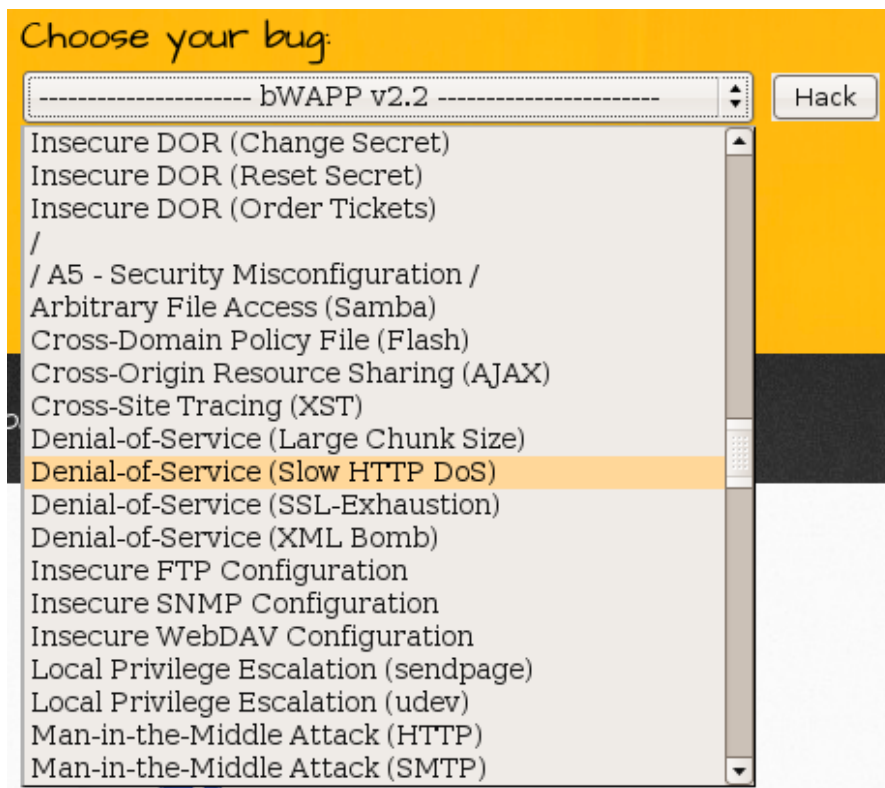 Choose your bug:
---------------------- bWAPP v2.2 -----------------------
Hack
Insecure DOR (Change Secret)
Insecure DOR (Reset Secret)
Insecure DOR (Order Tickets)
/
/ A5 - Security Misconfiguration /
Arbitrary File Access (Samba)
Cross-Domain Policy File (Flash)
Cross-Origin Resource Sharing (AJAX)
Cross-Site Tracing (XST)
Denial-of-Service (Large Chunk Size)
Denial-of-Service (Slow HTTP DoS)
Denial-of-Service (SSL-Exhaustion)
Denial-of-Service (XML Bomb)
Insecure FTP Configuration
Insecure SNMP Configuration
Insecure WebDAV Configuration
Local Privilege Escalation (sendpage)
Local Privilege Escalation (udev)
Man-in-the-Middle Attack (HTTP)
Man-in-the-Middle Attack (SMTP)